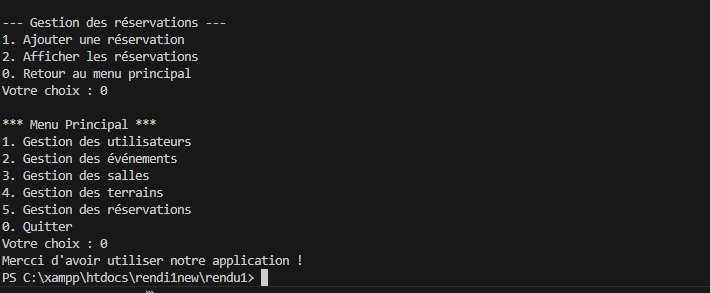 --- Gestion des réservations ---
1. Ajouter une réservation
2. Afficher les réservations
0. Retour au menu principal
Votre choix : 0
*** Menu Principal ***
1. Gestion des utilisateurs
2. Gestion des événements
3. Gestion des salles
4. Gestion des terrains
5. Gestion des réservations
0. Quitter
Votre choix : 0
Mercci d'avoir utiliser notre application !
PS C:\xampp\htdocs\rendi1new\rendu1>